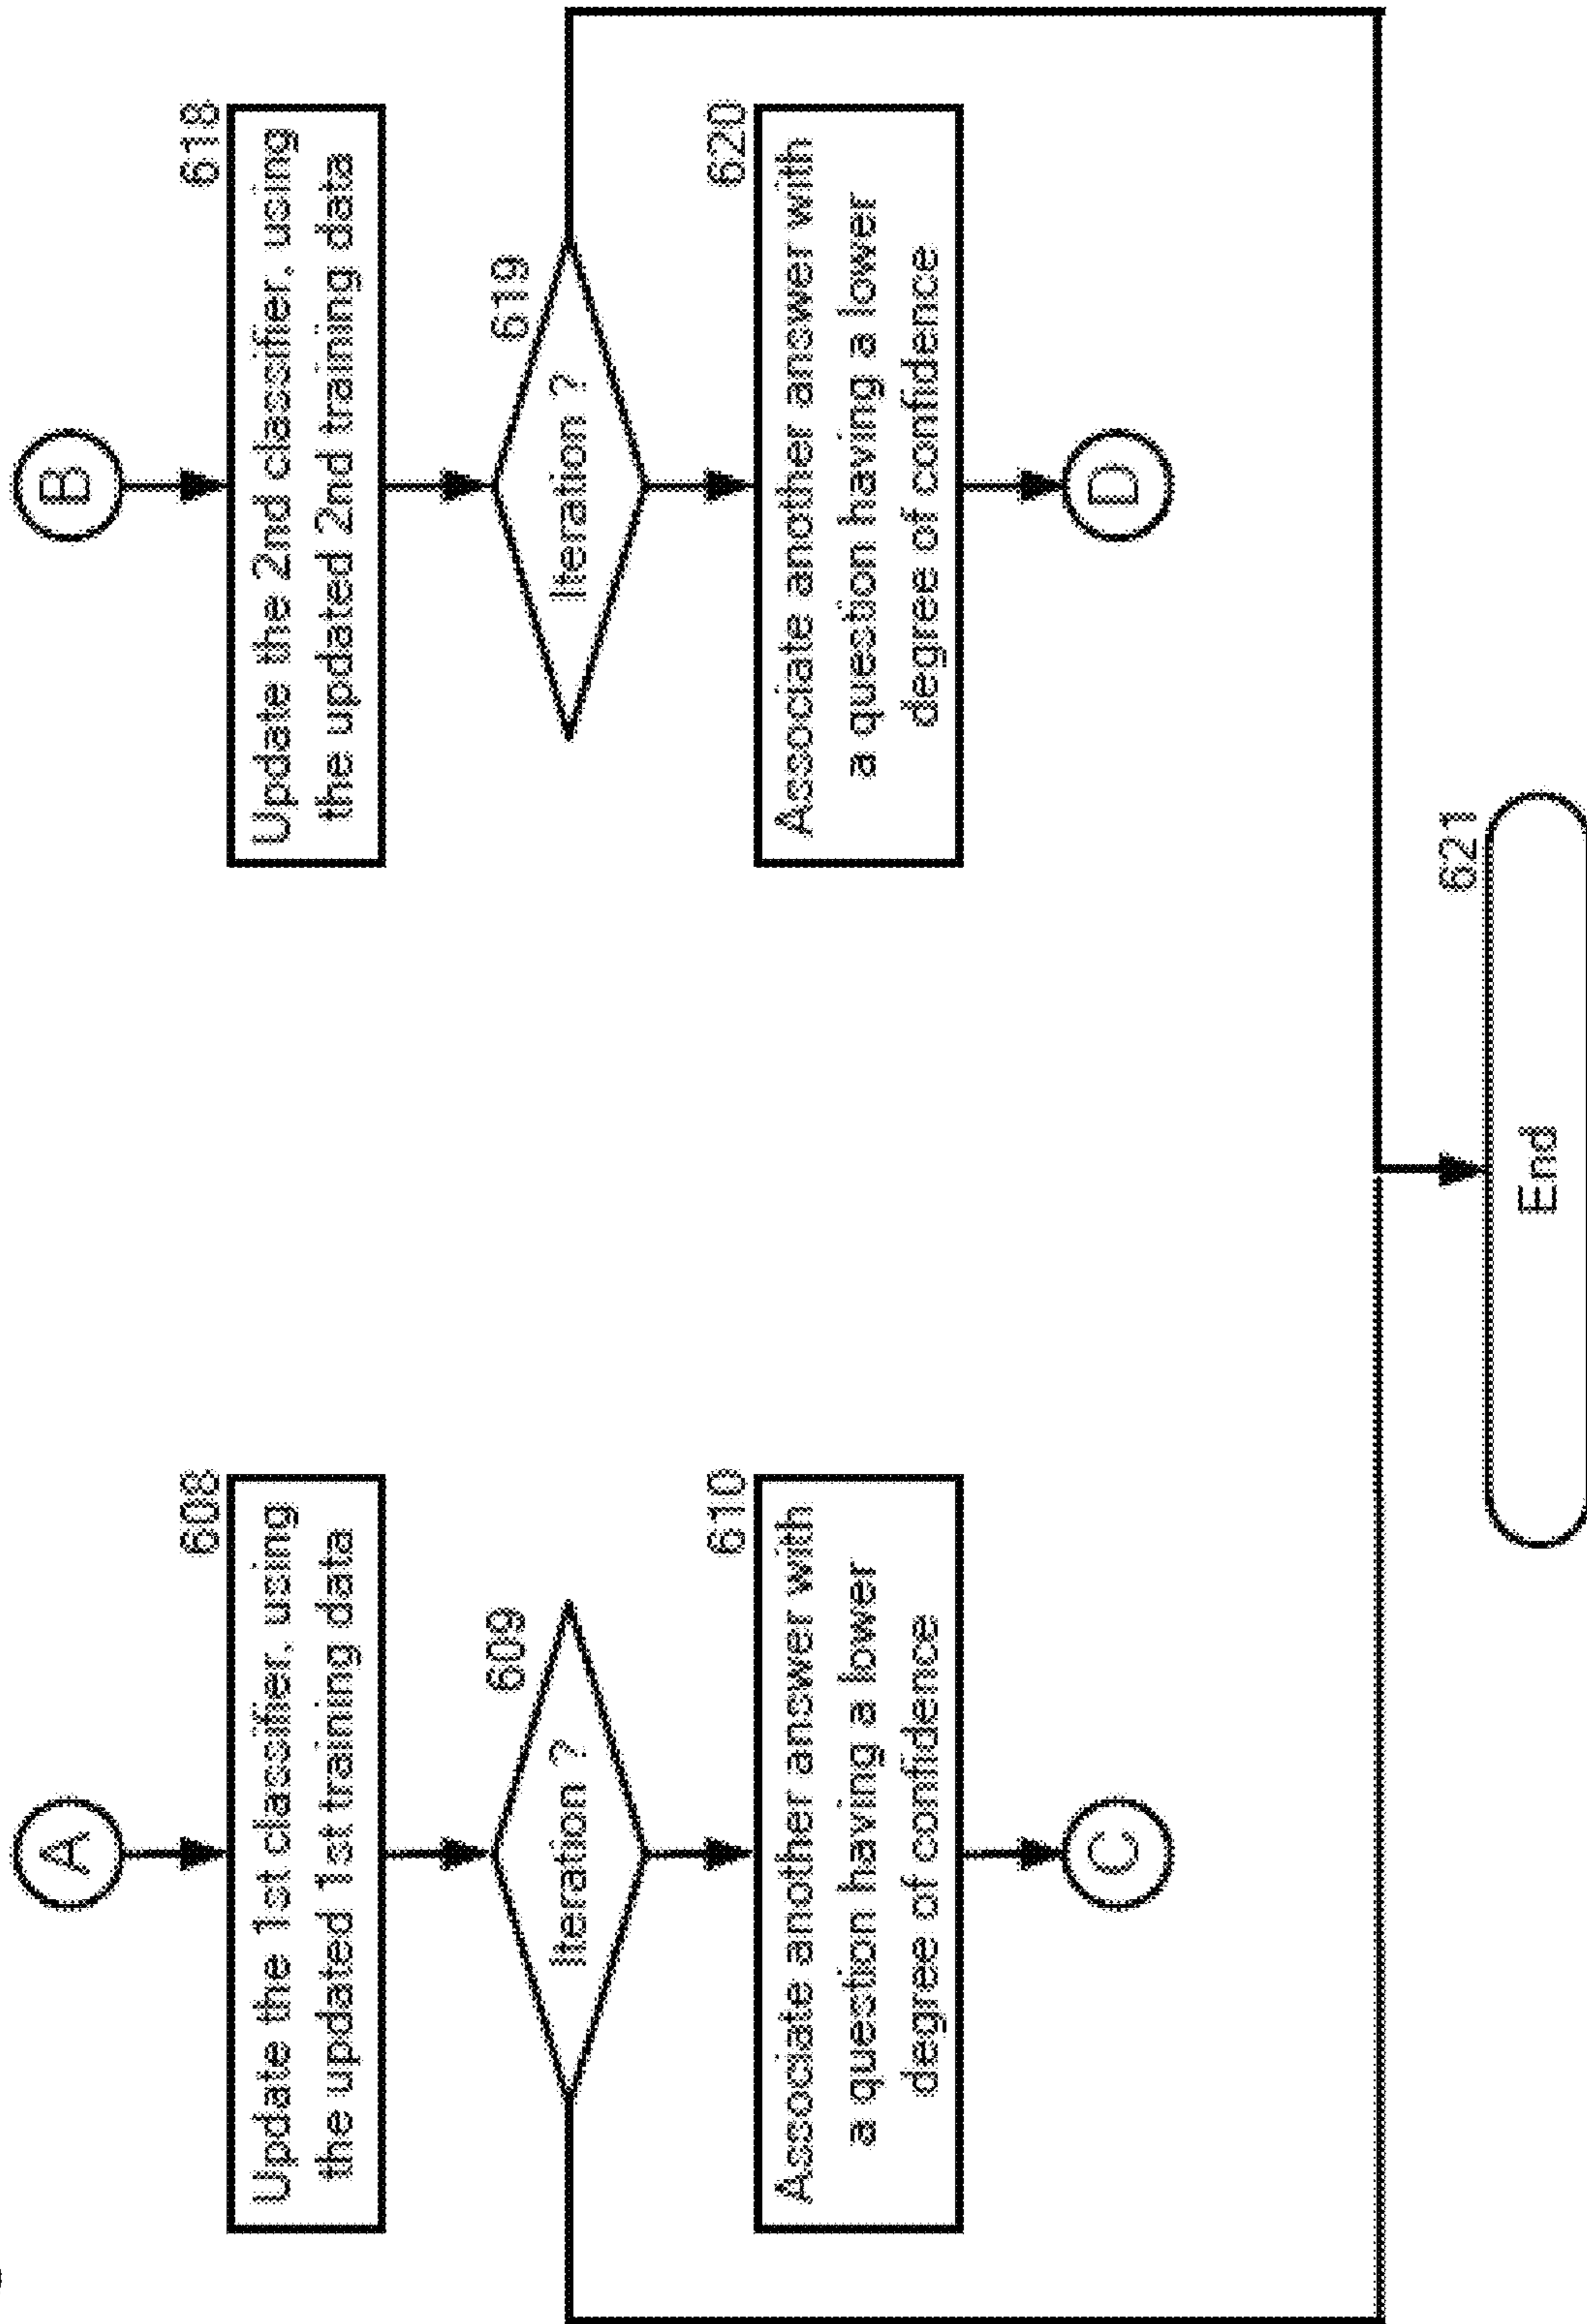 A
608
Update the 1st classifier, using
the updated 1st training data
609
Iteration ?
610
Associate another answer with
a question having a lower
degree of confidence
C
B
618
Update the 2nd classifier, using
the updated 2nd training data
619
Iteration ?
620
Associate another answer with
a question having a lower
degree of confidence
D
621
End